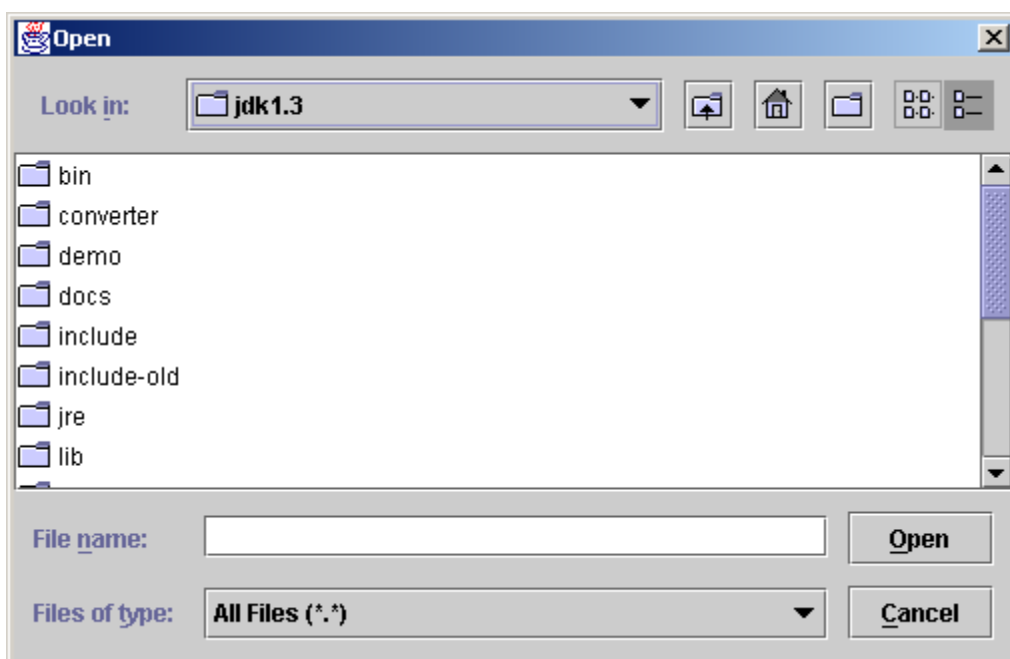 Open
Look in: jdk1.3
bin
converter
demo
docs
include
include-old
jre
lib
File name: Open
Files of type: All Files (*.*) Cancel